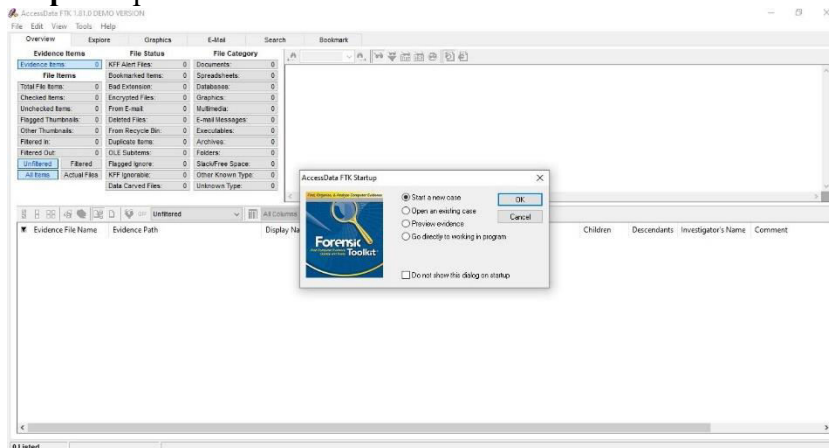 AccessData FTK 1.81.0 DEMO VERSION
File Edit View Tools Help
Overview Explore Graphics E-Mail Search Bookmark
Evidence Items File Status File Category
Evidence Items: 0 KFF Alert Files: 0 Documents: 0
File Items Bookmarked Items: 0 Spreadsheets: 0
Total File Items: 0 Bad Extension: 0 Databases: 0
Checked Items: 0 Encrypted Files: 0 Graphics: 0
Unchecked Items: 0 From E-mail: 0 Multimedia: 0
Flagged Thumbnails: 0 Deleted Files: 0 E-mail Messages: 0
Other Thumbnails: 0 From Recycle Bin: 0 Executables: 0
Filtered In: 0 Duplicate Items: 0 Archives: 0
Filtered Out: 0 OLE Subitems: 0 Folders: 0
Unfiltered Filtered Flagged Ignore: 0 Slack/Free Space: 0
All Items Actual Files KFF Ignorable: 0 Other Known Type: 0
Data Carved Files: 0 Unknown Type: 0
AccessData FTK Startup
Start a new case OK
Open an existing case Cancel
Preview evidence
Go directly to working in program
Forensic
Toolkit
Do not show this dialog on startup
Unfiltered All Columns
Evidence File Name Evidence Path Display Na Children Descendants Investigator's Name Comment
0 Listed